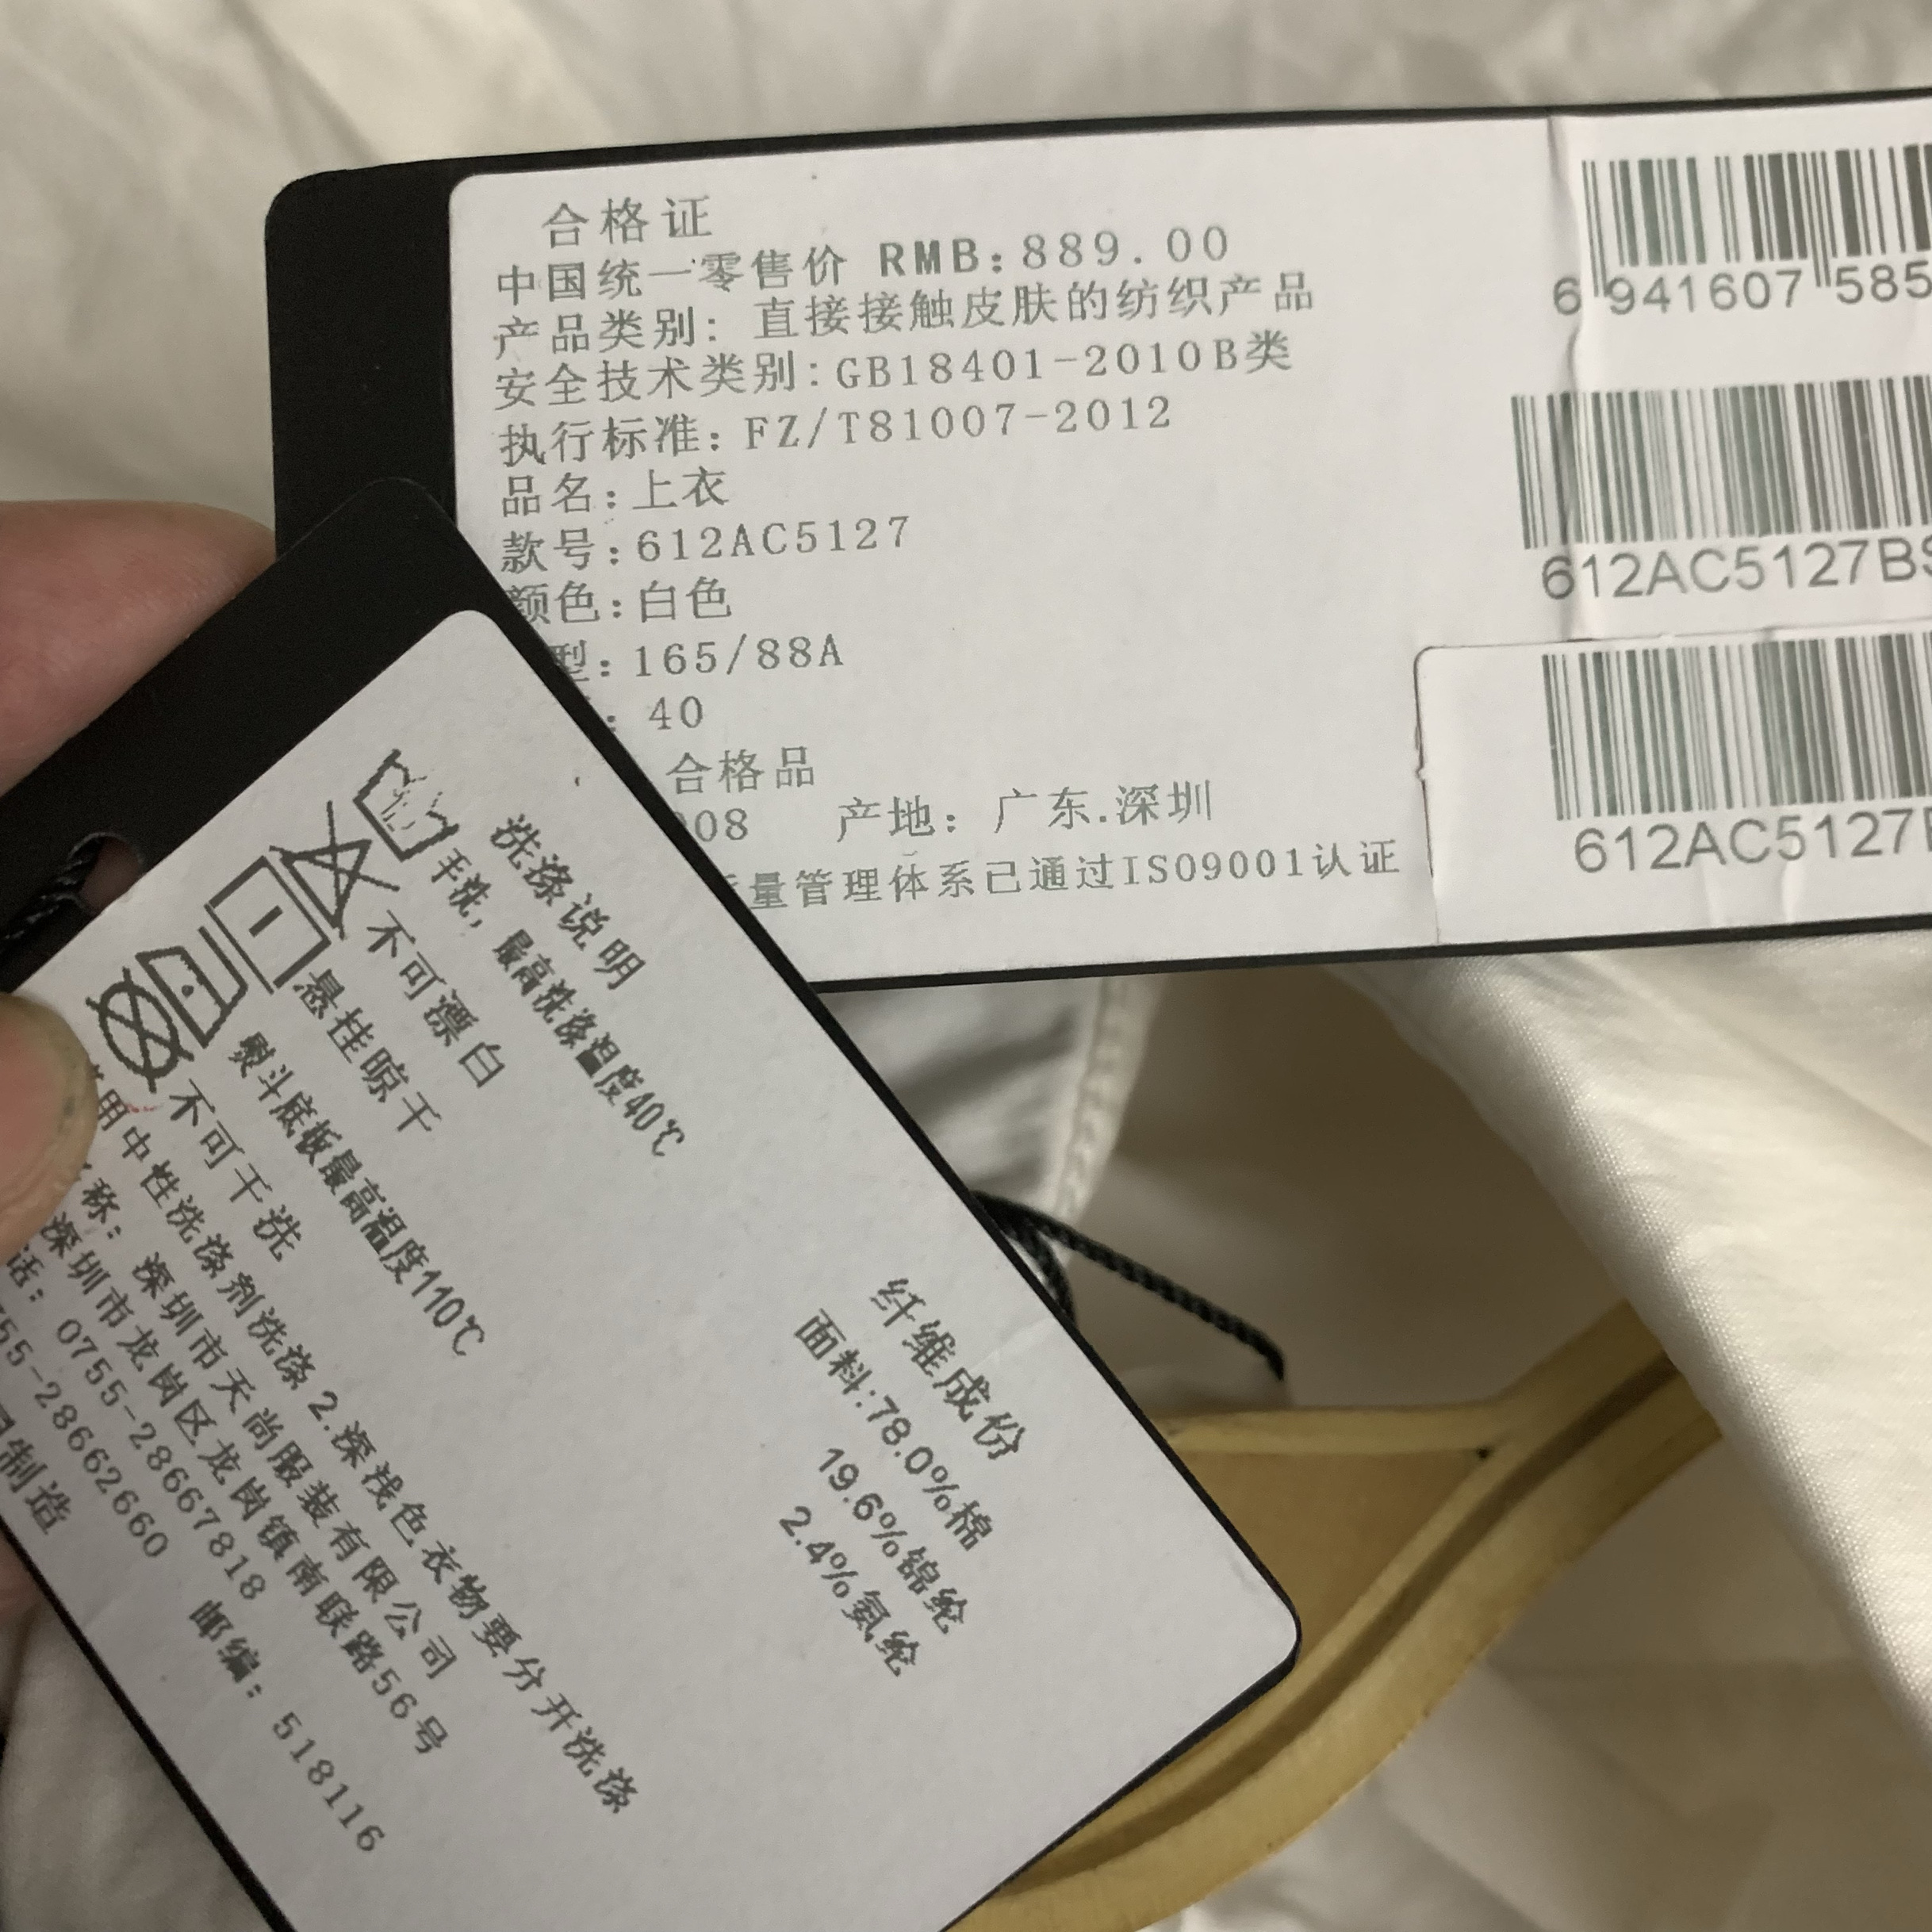 合格证
中国统一零售价 RMB:889.00
产品类别: 直接接触皮肤的纺织产品
安全技术类别:GB18401-2010B类
执行标准:FZ/T81007-2012
品名:上衣
款号:612AC5127
颜色:白色
型:165/88A
: 40
合格品
08 产地: 广东.深圳
量管理体系已通过ISO9001认证
6 941607 585
612AC5127B
612AC5127
洗涤说明
手洗, 最高洗涤温度40℃
不可漂白
悬挂晾干
熨斗底板最高温度110℃
不可干洗
用中性洗涤剂洗涤 2.深浅色衣物要分开洗涤
称: 深圳市天尚服装有限公司
深圳市龙岗区龙岗镇南联路56号
话: 0755-28667818
55-28662660 邮编: 518116
制造
纤维成份
面料:78.0%棉
19.6%锦纶
2.4%氨纶